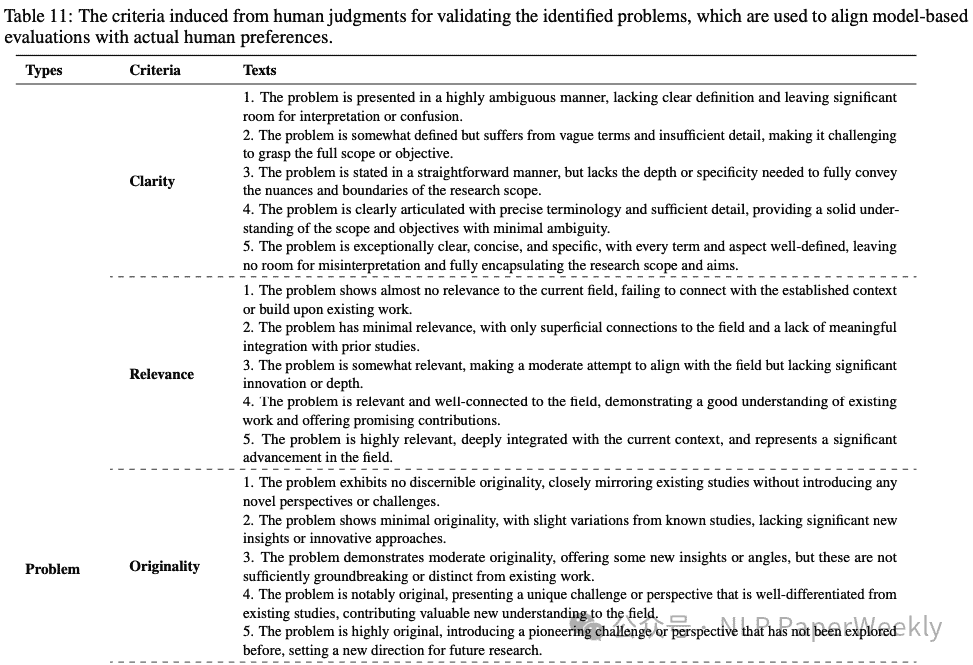 Table 11: The criteria induced from human judgments for validating the identified problems, which are used to align model-based
evaluations with actual human preferences.
Types Criteria Texts
1. The problem is presented in a highly ambiguous manner, lacking clear definition and leaving significant
room for interpretation or confusion.
2. The problem is somewhat defined but suffers from vague terms and insufficient detail, making it challenging
to grasp the full scope or objective.
Clarity
3. The problem is stated in a straightforward manner, but lacks the depth or specificity needed to fully convey
the nuances and boundaries of the research scope.
4. The problem is clearly articulated with precise terminology and sufficient detail, providing a solid under-
standing of the scope and objectives with minimal ambiguity.
5. The problem is exceptionally clear, concise, and specific, with every term and aspect well-defined, leaving
no room for misinterpretation and fully encapsulating the research scope and aims.
1. The problem shows almost no relevance to the current field, failing to connect with the established context
or build upon existing work.
2. The problem has minimal relevance, with only superficial connections to the field and a lack of meaningful
integration with prior studies.
Relevance
3. The problem is somewhat relevant, making a moderate attempt to align with the field but lacking significant
innovation or depth.
4. The problem is relevant and well-connected to the field, demonstrating a good understanding of existing
work and offering promising contributions.
5. The problem is highly relevant, deeply integrated with the current context, and represents a significant
advancement in the field.
1. The problem exhibits no discernible originality, closely mirroring existing studies without introducing any
novel perspectives or challenges.
2. The problem shows minimal originality, with slight variations from known studies, lacking significant new
insights or innovative approaches.
Problem Originality
3. The problem demonstrates moderate originality, offering some new insights or angles, but these are not
sufficiently groundbreaking or distinct from existing work.
4. The problem is notably original, presenting a unique challenge or perspective that is well-differentiated from
existing studies, contributing valuable new understanding to the field.
5. The problem is highly original, introducing a pioneering challenge or perspective that has not been explored
before, setting a new direction for future research.
公众号 · NLP PaperWeekly